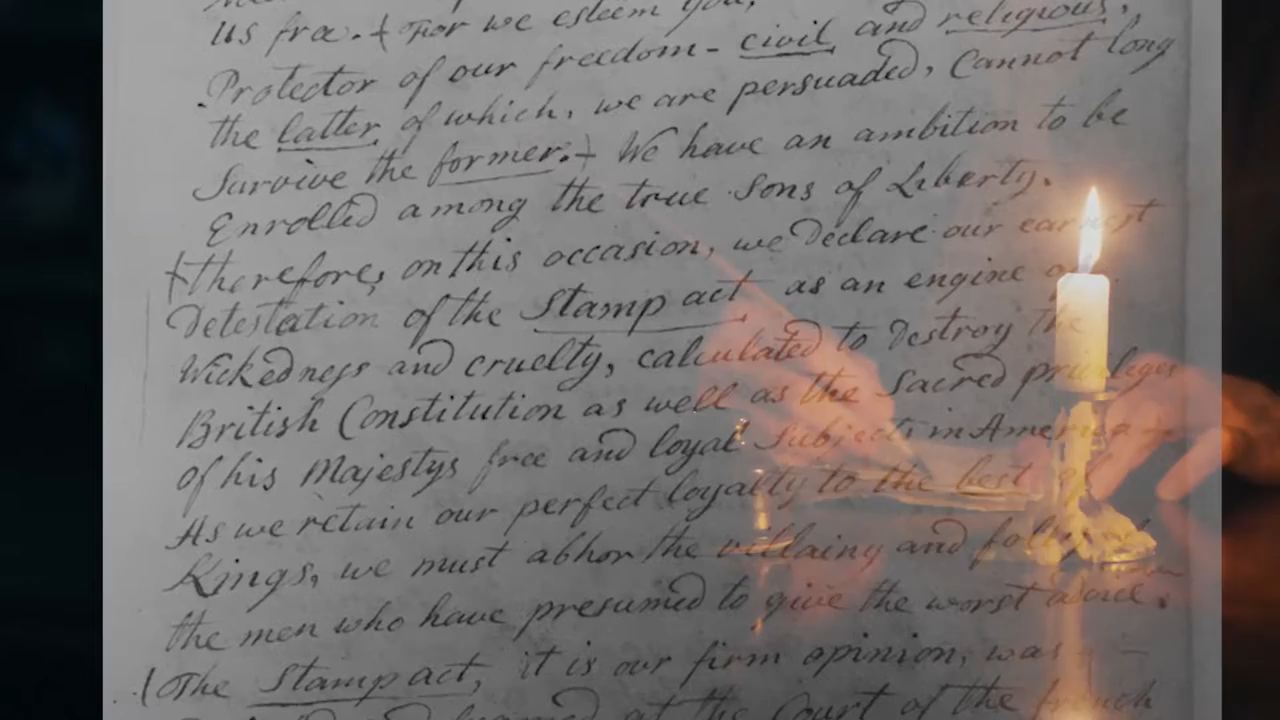 us fra. + For we esteem you,
Protector of our freedom - civil and religious,
the latter of which, we are persuaded, Cannot long
Survive the former. + We have an ambition to be
Enrolled among the true Sons of Liberty.
+ therefore, on this occasion, we Declare our earnest
Detestation of the Stamp act as an engine of
Wickedness and cruelty, calculated to Destroy the
British Constitution as well as the Sacred priviledges
of his Majestys free and loyal Subjects in America
As we retain our perfect loyalty to the best of
Kings, we must abhor the villainy and folly of
the men who have presumed to give the worst advice.
(The Stamp act, it is our firm opinion, was
and framed at the Court of the french